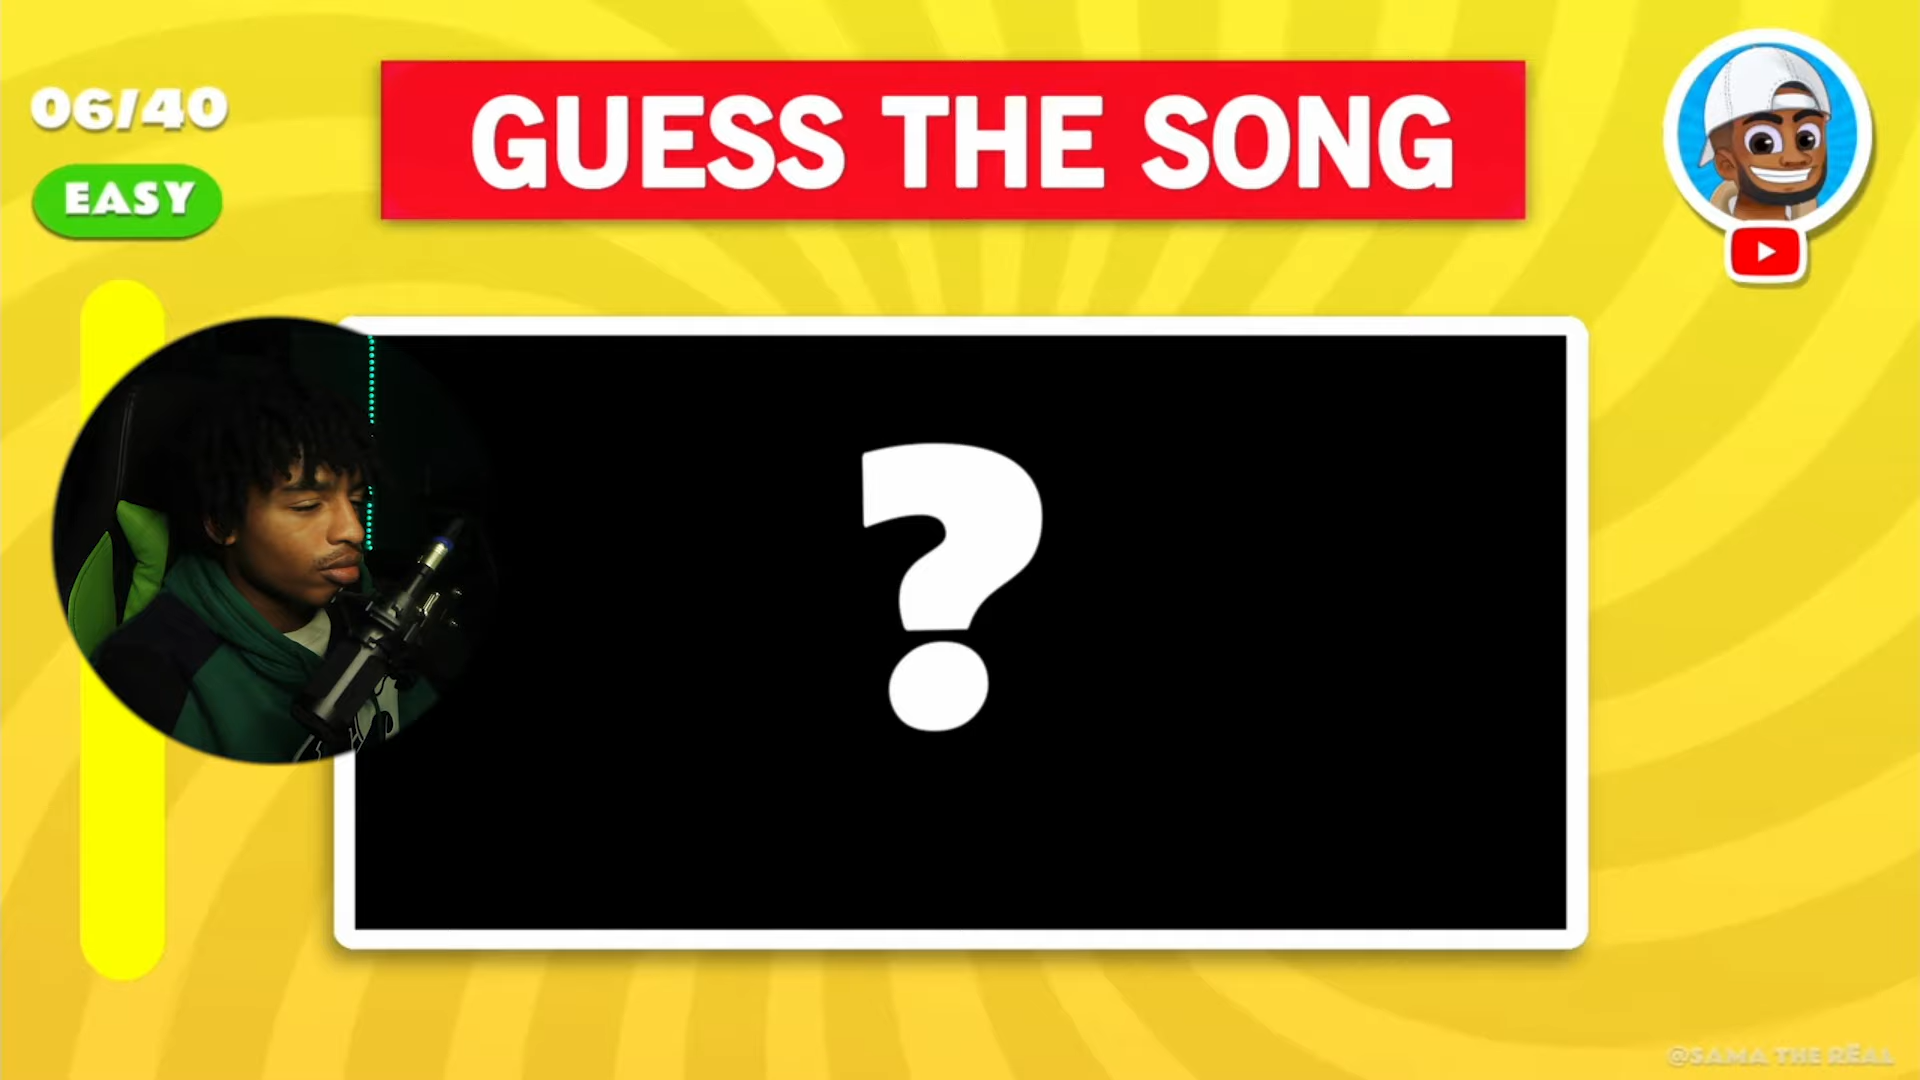 06/40
EASY
GUESS THE SONG
?
@SAMA THE REAL